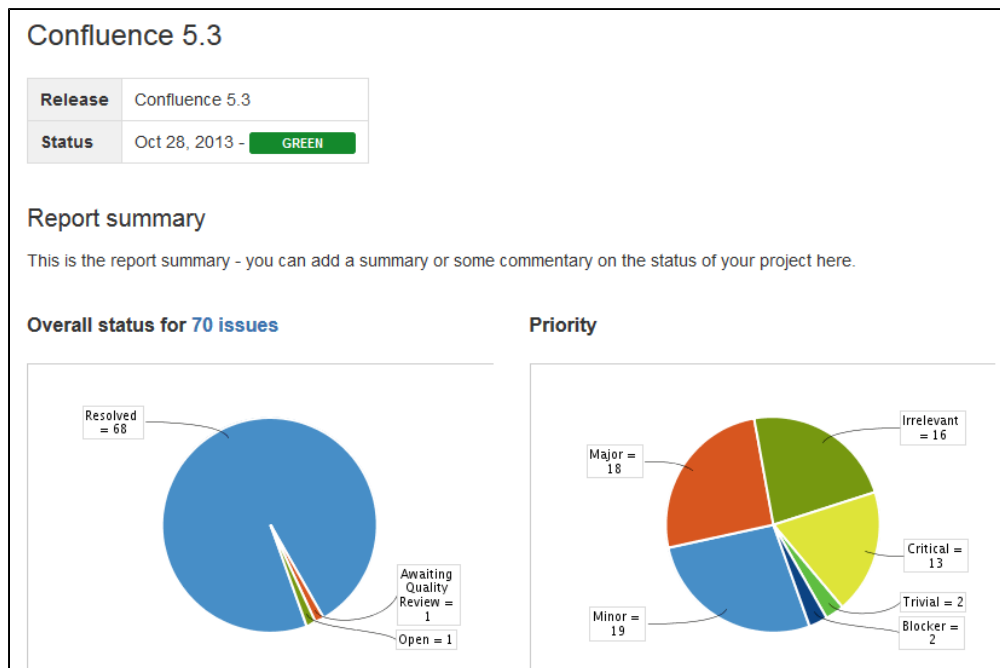 Confluence 5.3
Release Confluence 5.3
Status Oct 28, 2013 - GREEN
Report summary
This is the report summary - you can add a summary or some commentary on the status of your project here.
Overall status for 70 issues
Resolved
= 68
Awaiting
Quality
Review =
1
Open = 1
Priority
Irrelevant
= 16
Major =
18
Critical =
13
Trivial = 2
Blocker =
2
Minor =
19